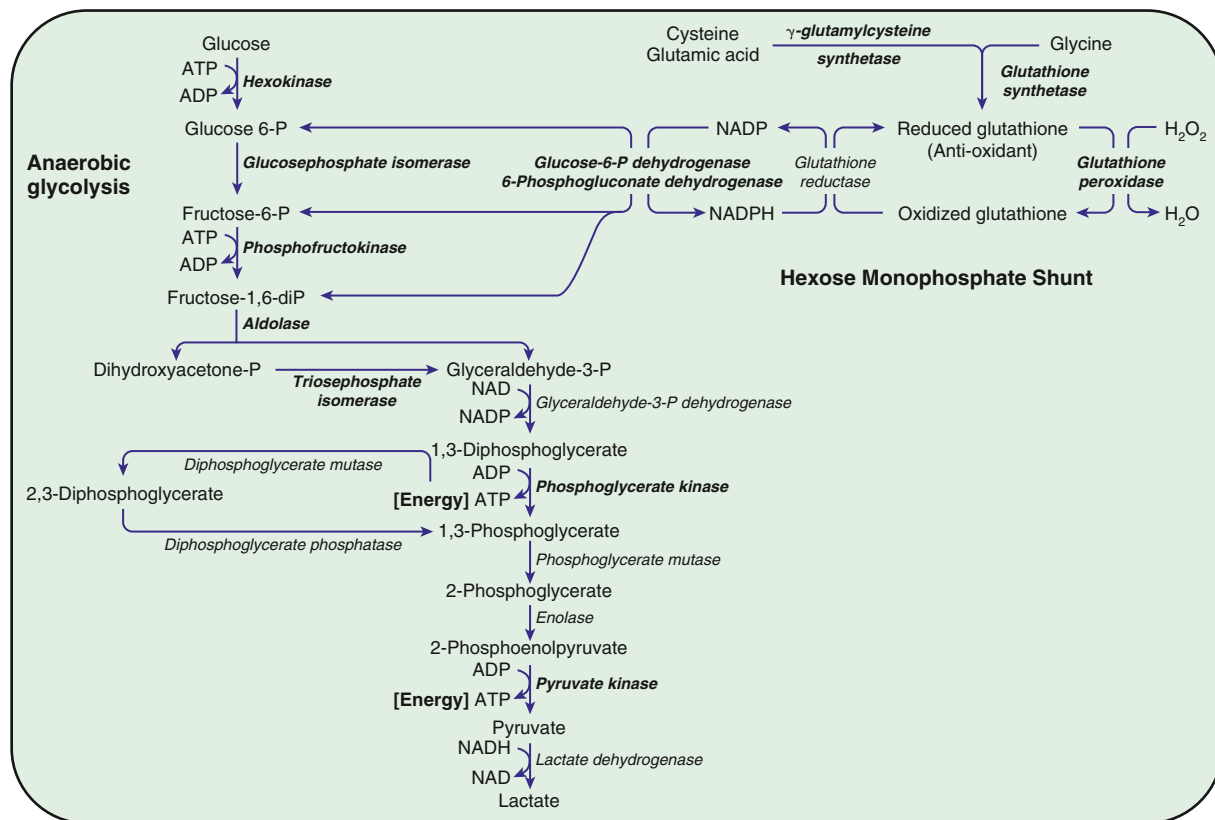 Glucose
ATP
Hexokinase
ADP
Glucose 6-P
Anaerobic
glycolysis
Glucosephosphate isomerase
Fructose-6-P
ATP
Phosphofructokinase
ADP
Fructose-1,6-diP
Aldolase
Dihydroxyacetone-P
Triosephosphate
isomerase
Glyceraldehyde-3-P
NAD
Glyceraldehyde-3-P dehydrogenase
NADP
1,3-Diphosphoglycerate
Diphosphoglycerate mutase
ADP
Phosphoglycerate kinase
[Energy] ATP
2,3-Diphosphoglycerate
Diphosphoglycerate phosphatase
1,3-Phosphoglycerate
Phosphoglycerate mutase
2-Phosphoglycerate
Enolase
2-Phosphoenolpyruvate
ADP
Pyruvate kinase
[Energy] ATP
Pyruvate
NADH
Lactate dehydrogenase
NAD
Lactate
Cysteine
Glutamic acid
γ-glutamylcysteine
synthetase
Glycine
Glutathione
synthetase
NADP
Glucose-6-P dehydrogenase
6-Phosphogluconate dehydrogenase
NADPH
Glutathione
reductase
Reduced glutathione
(Anti-oxidant)
Oxidized glutathione
Glutathione
peroxidase
H₂O₂
H₂O
Hexose Monophosphate Shunt